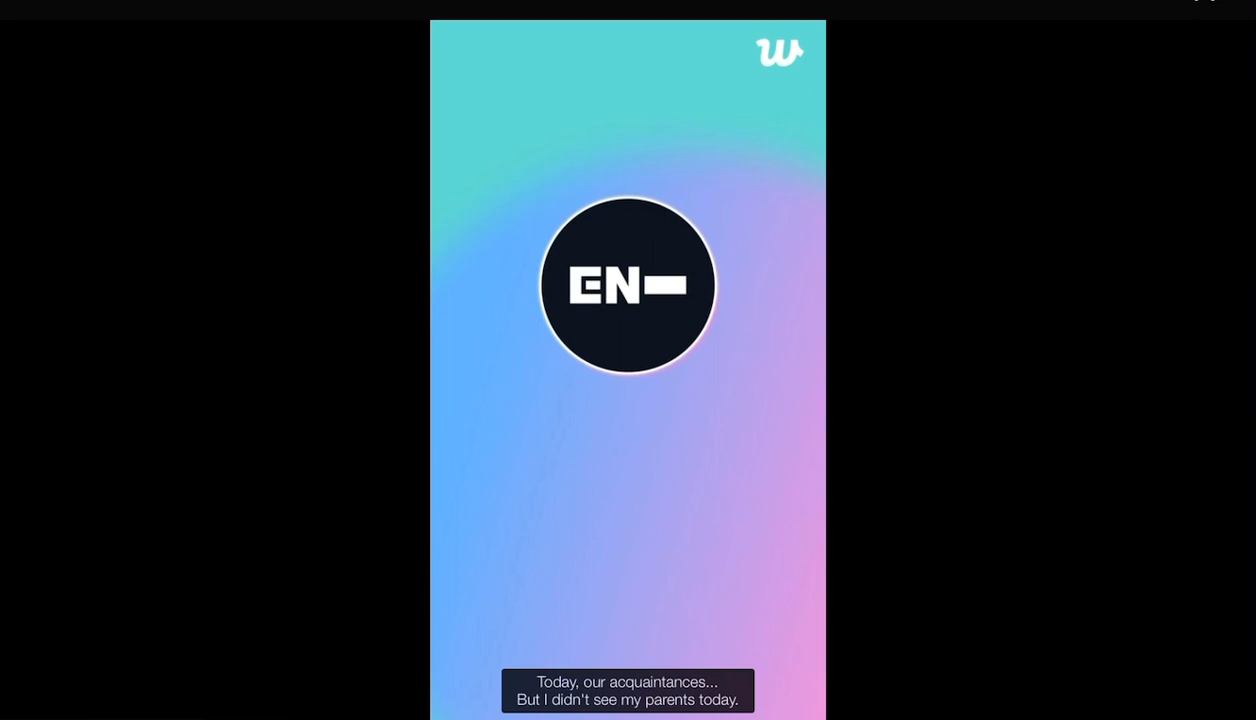 w
EN-
Today, our acquaintances...
But I didn't see my parents today.